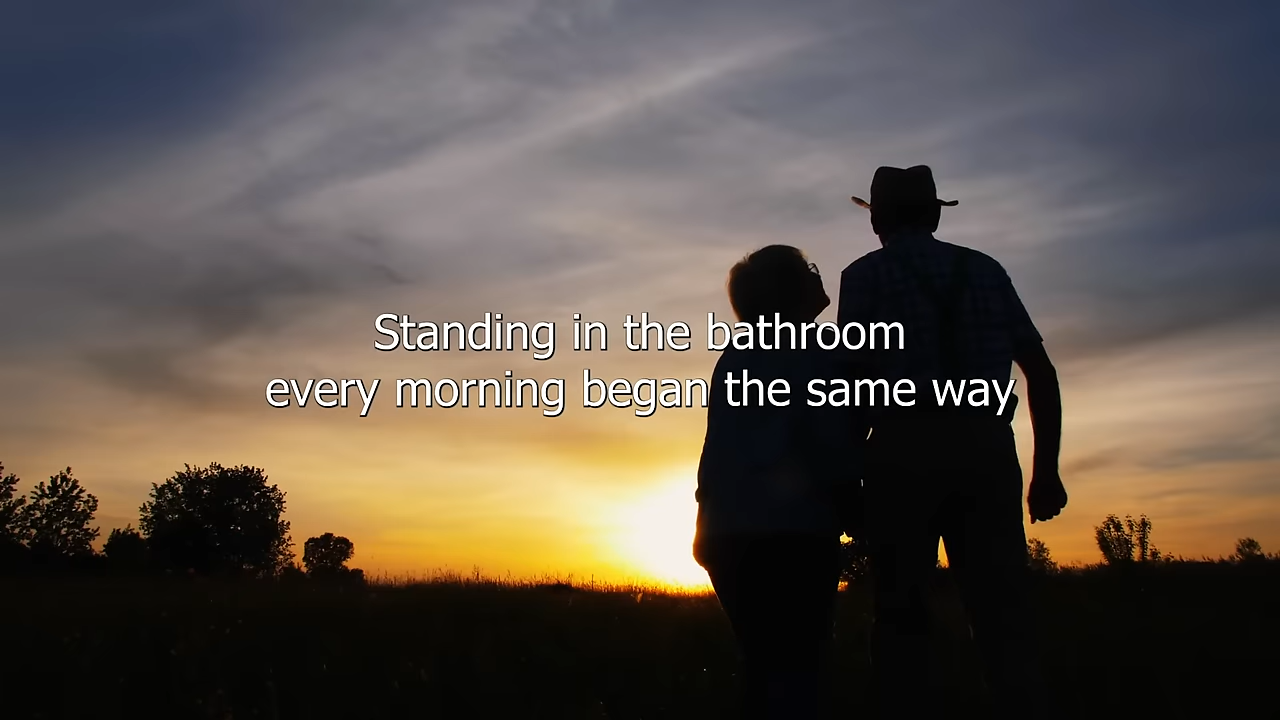 Standing in the bathroom
every morning began the same way